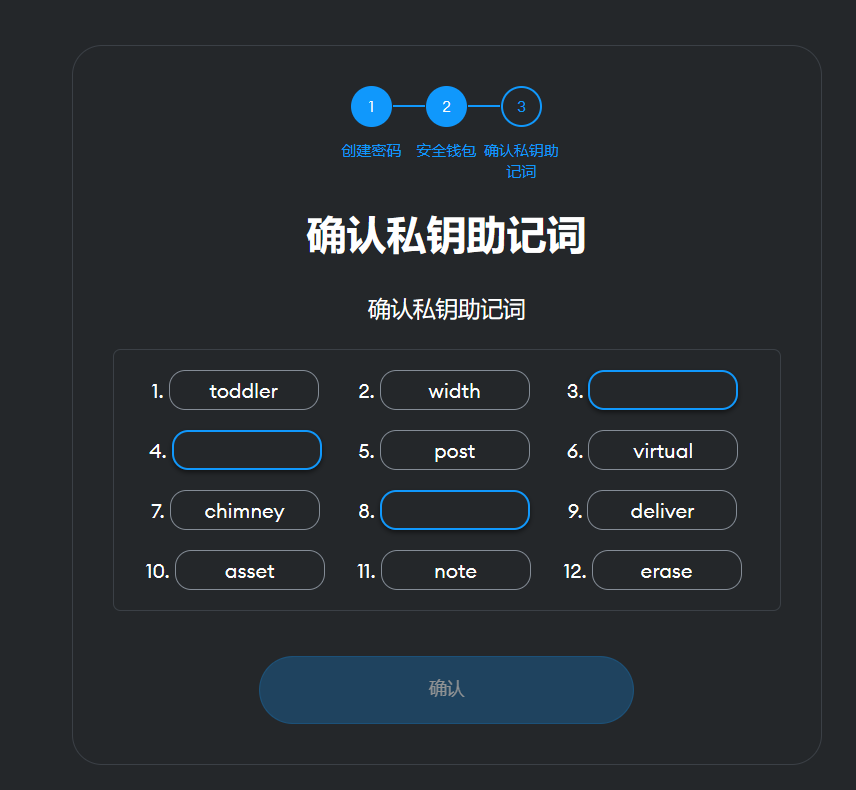 1 2 3
创建密码 安全钱包 确认私钥助
记词
确认私钥助记词
确认私钥助记词
1. toddler 2. width 3.
4. 5. post 6. virtual
7. chimney 8. 9. deliver
10. asset 11. note 12. erase
确认